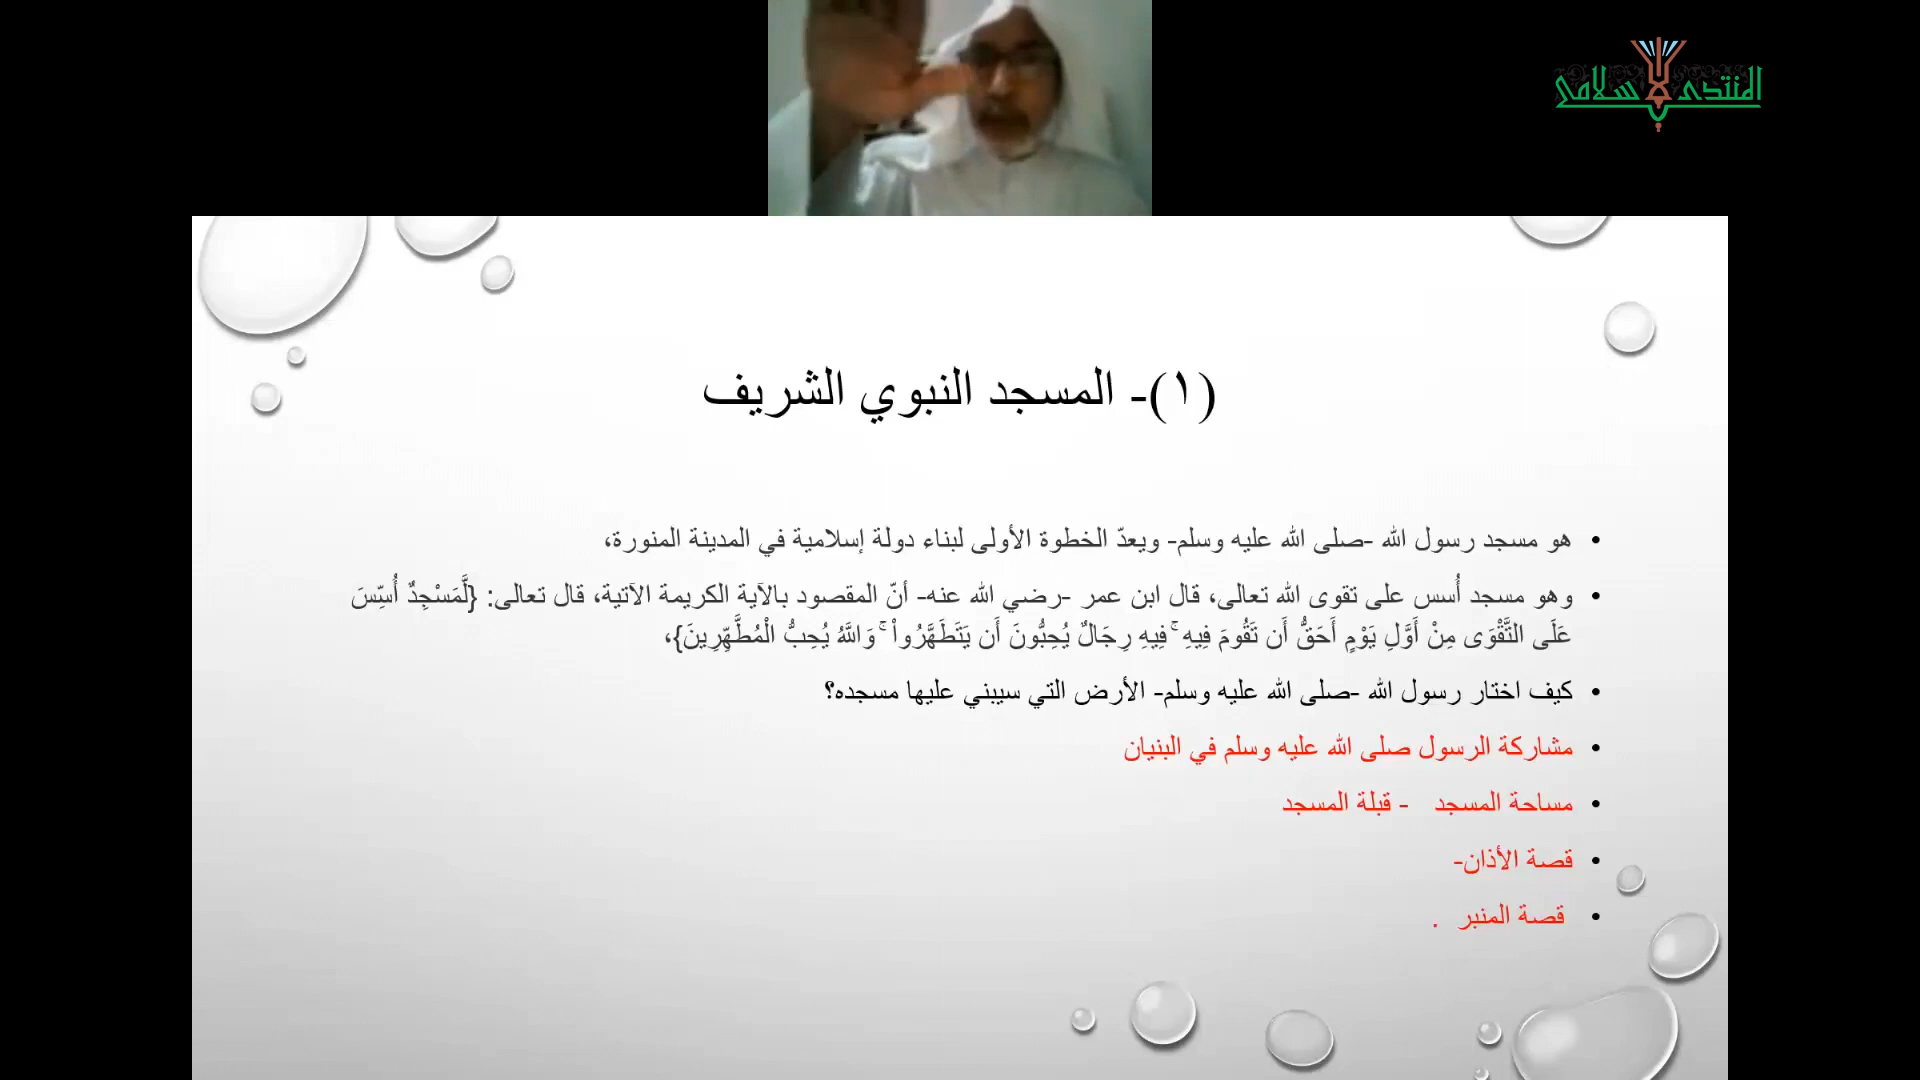 المنتدى الإسلامي
(١)- المسجد النبوي الشريف
• هو مسجد رسول الله -صلى الله عليه وسلم- ويعدّ الخطوة الأولى لبناء دولة إسلامية في المدينة المنورة،
• وهو مسجد أُسس على تقوى الله تعالى، قال ابن عمر -رضي الله عنه- أنّ المقصود بالآية الكريمة الآتية، قال تعالى: {لَّمَسْجِدٌ أُسِّسَ
عَلَى التَّقْوَى مِنْ أَوَّلِ يَوْمٍ أَحَقُّ أَن تَقُومَ فِيهِ ۚ فِيهِ رِجَالٌ يُحِبُّونَ أَن يَتَطَهَّرُواْ ۚ وَاللَّهُ يُحِبُّ الْمُطَّهِّرِينَ}،
• كيف اختار رسول الله -صلى الله عليه وسلم- الأرض التي سيبني عليها مسجده؟
• مشاركة الرسول صلى الله عليه وسلم في البنيان
• مساحة المسجد - قبلة المسجد
• قصة الأذان-
• قصة المنبر .